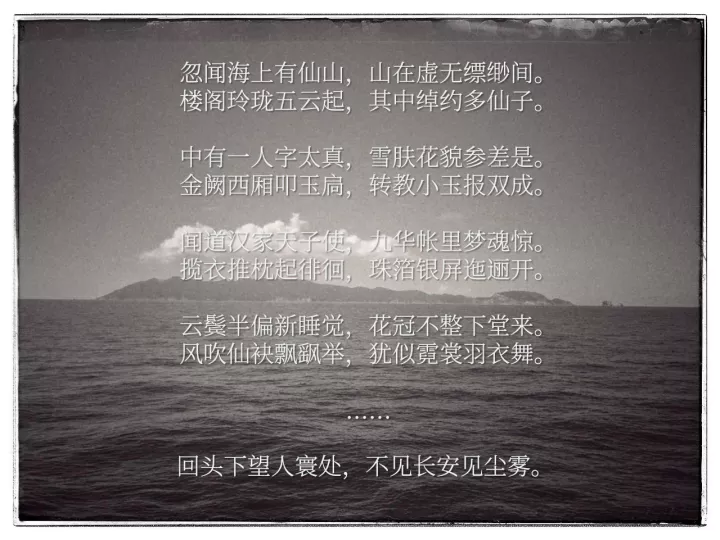 忽闻海上有仙山，山在虚无缥缈间。
楼阁玲珑五云起，其中绰约多仙子。
中有一人字太真，雪肤花貌参差是。
金阙西厢叩玉扃，转教小玉报双成。
闻道汉家天子使，九华帐里梦魂惊。
揽衣推枕起徘徊，珠箔银屏迤逦开。
云鬓半偏新睡觉，花冠不整下堂来。
风吹仙袂飘飖举，犹似霓裳羽衣舞。
……
回头下望人寰处，不见长安见尘雾。